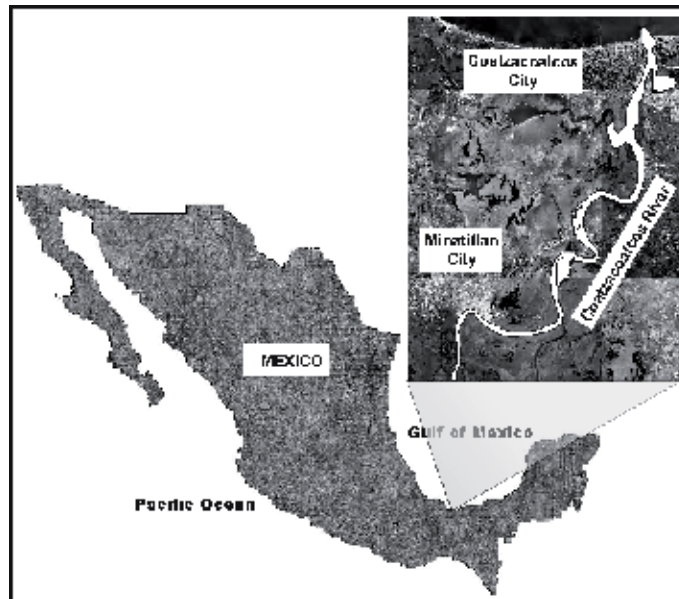 Coatzacoalcos
City
Minatitlan
City
Coatzacoalcos River
MEXICO
Gulf of Mexico
Pacific Ocean